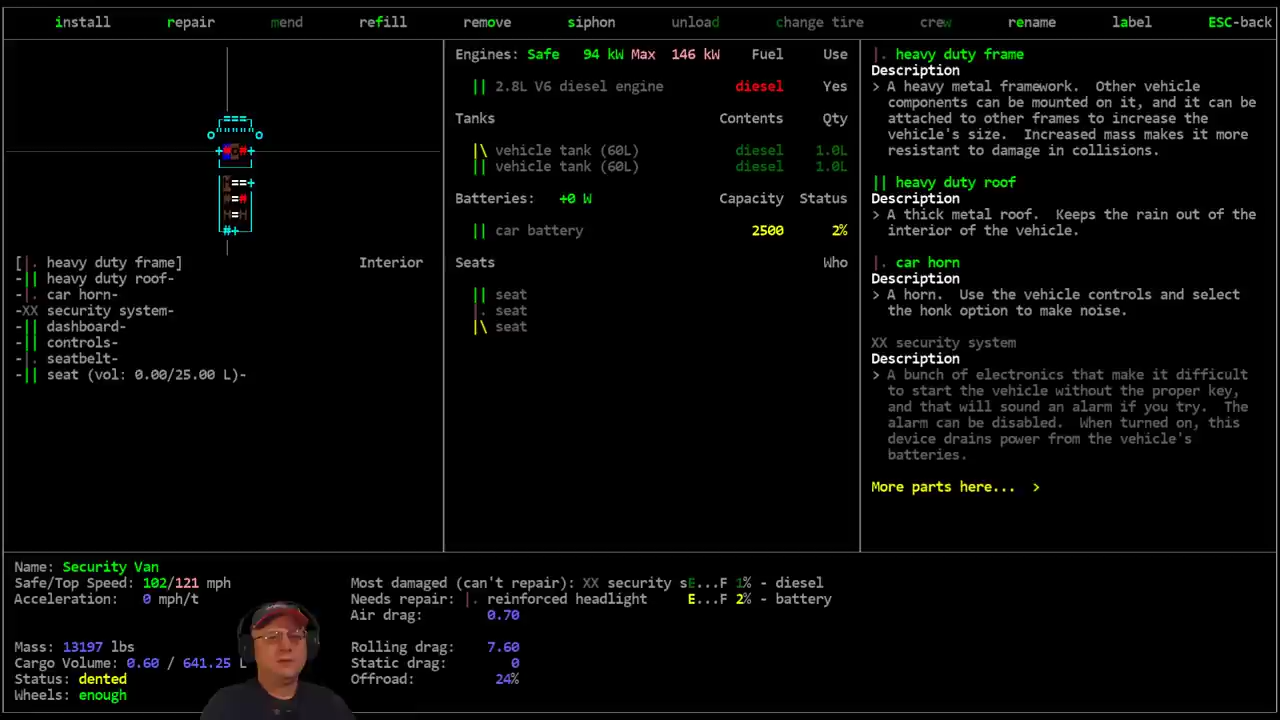 install repair mend refill remove siphon unload change tire crew rename label ESC-back
[|. heavy duty frame] Interior
-|| heavy duty roof-
-|. car horn-
-XX security system-
-|| dashboard-
-|| controls-
-|. seatbelt-
-|| seat (vol: 0.00/25.00 L)-
Engines: Safe 94 kW Max 146 kW Fuel Use
|| 2.8L V6 diesel engine diesel Yes
Tanks Contents Qty
|\ vehicle tank (60L) diesel 1.0L
|| vehicle tank (60L) diesel 1.0L
Batteries: +0 W Capacity Status
|| car battery 2500 2%
Seats Who
|| seat
|. seat
|\ seat
|. heavy duty frame
Description
> A heavy metal framework. Other vehicle
components can be mounted on it, and it can be
attached to other frames to increase the
vehicle's size. Increased mass makes it more
resistant to damage in collisions.
|| heavy duty roof
Description
> A thick metal roof. Keeps the rain out of the
interior of the vehicle.
|. car horn
Description
> A horn. Use the vehicle controls and select
the honk option to make noise.
XX security system
Description
> A bunch of electronics that make it difficult
to start the vehicle without the proper key,
and that will sound an alarm if you try. The
alarm can be disabled. When turned on, this
device drains power from the vehicle's
batteries.
More parts here... >
Name: Security Van
Safe/Top Speed: 102/121 mph
Acceleration: 0 mph/t
Mass: 13197 lbs
Cargo Volume: 0.60 / 641.25 L
Status: dented
Wheels: enough
Most damaged (can't repair): XX security sE...F 1% - diesel
Needs repair: |. reinforced headlight E...F 2% - battery
Air drag: 0.70
Rolling drag: 7.60
Static drag: 0
Offroad: 24%